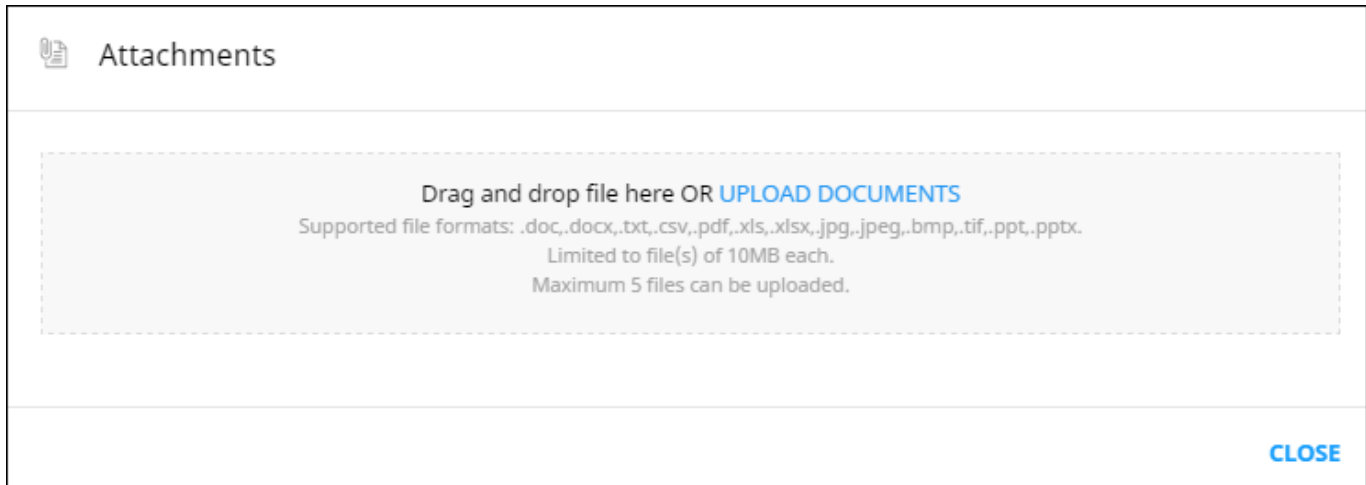 Attachments
Drag and drop file here OR UPLOAD DOCUMENTS
Supported file formats: .doc,.docx,.txt,.csv,.pdf,.xls,.xlsx,.jpg,.jpeg,.bmp,.tif,.ppt,.pptx.
Limited to file(s) of 10MB each.
Maximum 5 files can be uploaded.
CLOSE